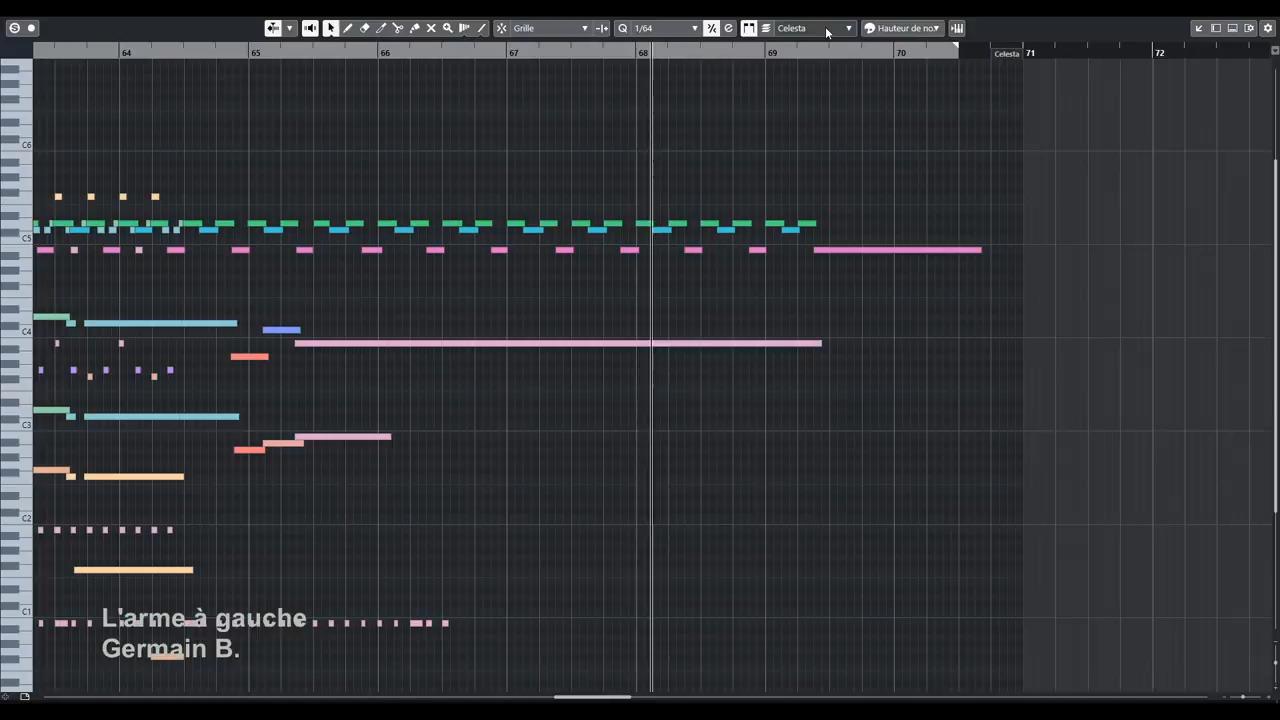 Grille
Q 1/64
Celesta
Hauteur de no
64 65 66 67 68 69 70 71 72
Celesta
C6
C5
C4
C3
C2
C1
L'arme à gauche
Germain B.